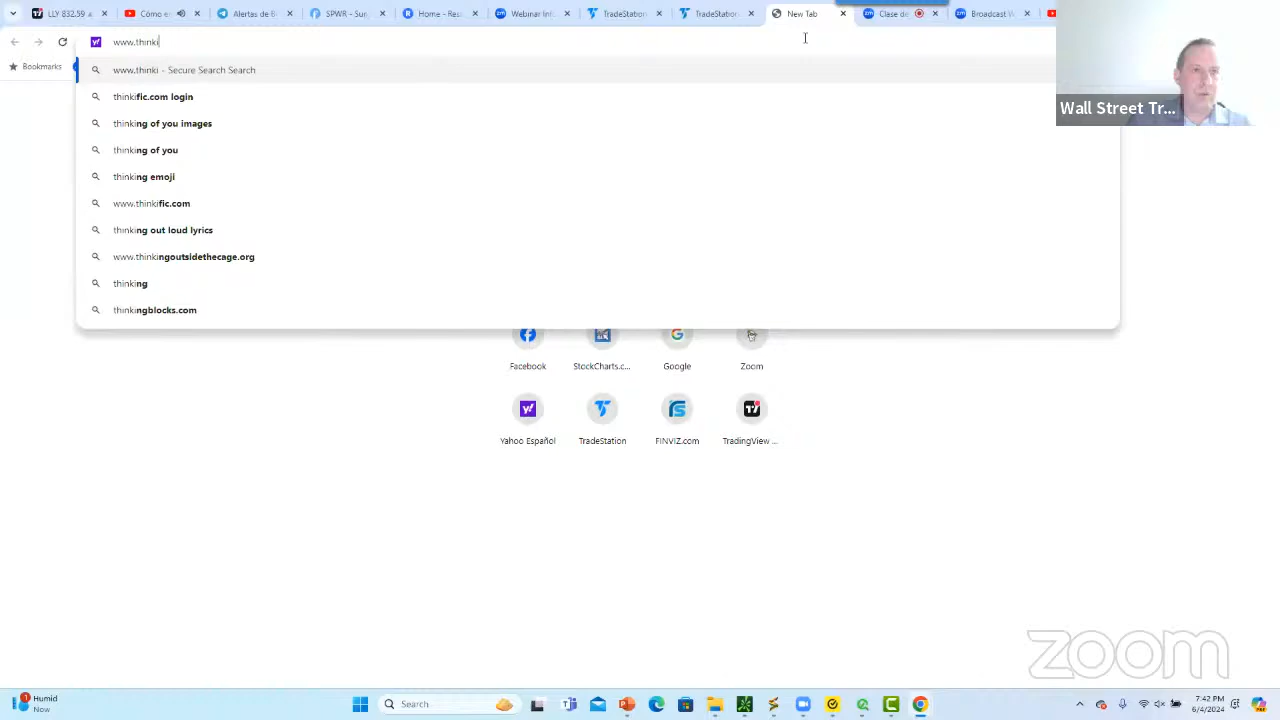 LLY 332.59
Como e
Alertas de B
SPWR - Sun
Home - Res
Webinar Inf
TradeStation
TradeStation
New Tab
Clase de
Broadcast W
www.thinki
Bookmarks
www.thinki - Secure Search Search
thinkific.com login
thinking of you images
thinking of you
thinking emoji
www.thinkific.com
thinking out loud lyrics
www.thinkingoutsidethecage.org
thinking
thinkingblocks.com
Wall Street Tr...
Facebook
StockCharts.c...
Google
Zoom
Yahoo Español
TradeStation
FINVIZ.com
TradingView ...
zoom
Humid
Now
Search
7:42 PM
6/4/2024